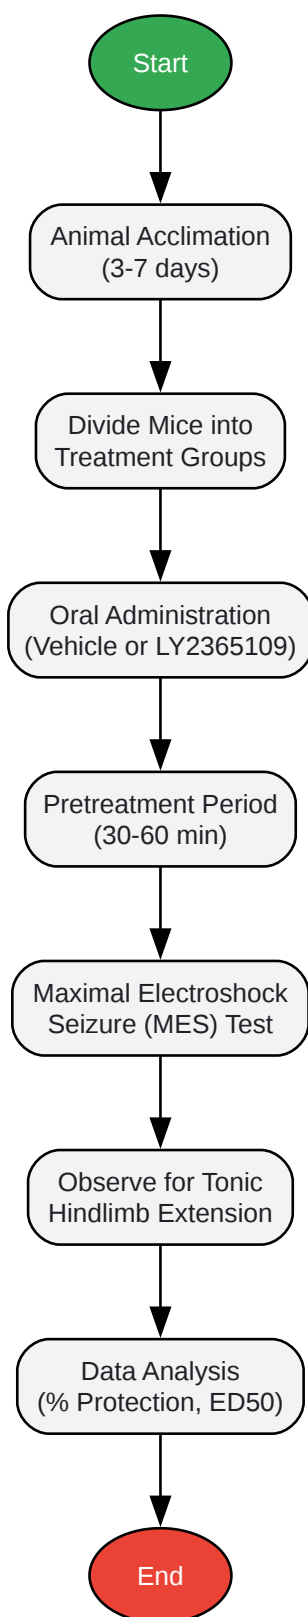 Start
Animal Acclimation
(3-7 days)
Divide Mice into
Treatment Groups
Oral Administration
(Vehicle or LY2365109)
Pretreatment Period
(30-60 min)
Maximal Electroshock
Seizure (MES) Test
Observe for Tonic
Hindlimb Extension
Data Analysis
(% Protection, ED50)
End